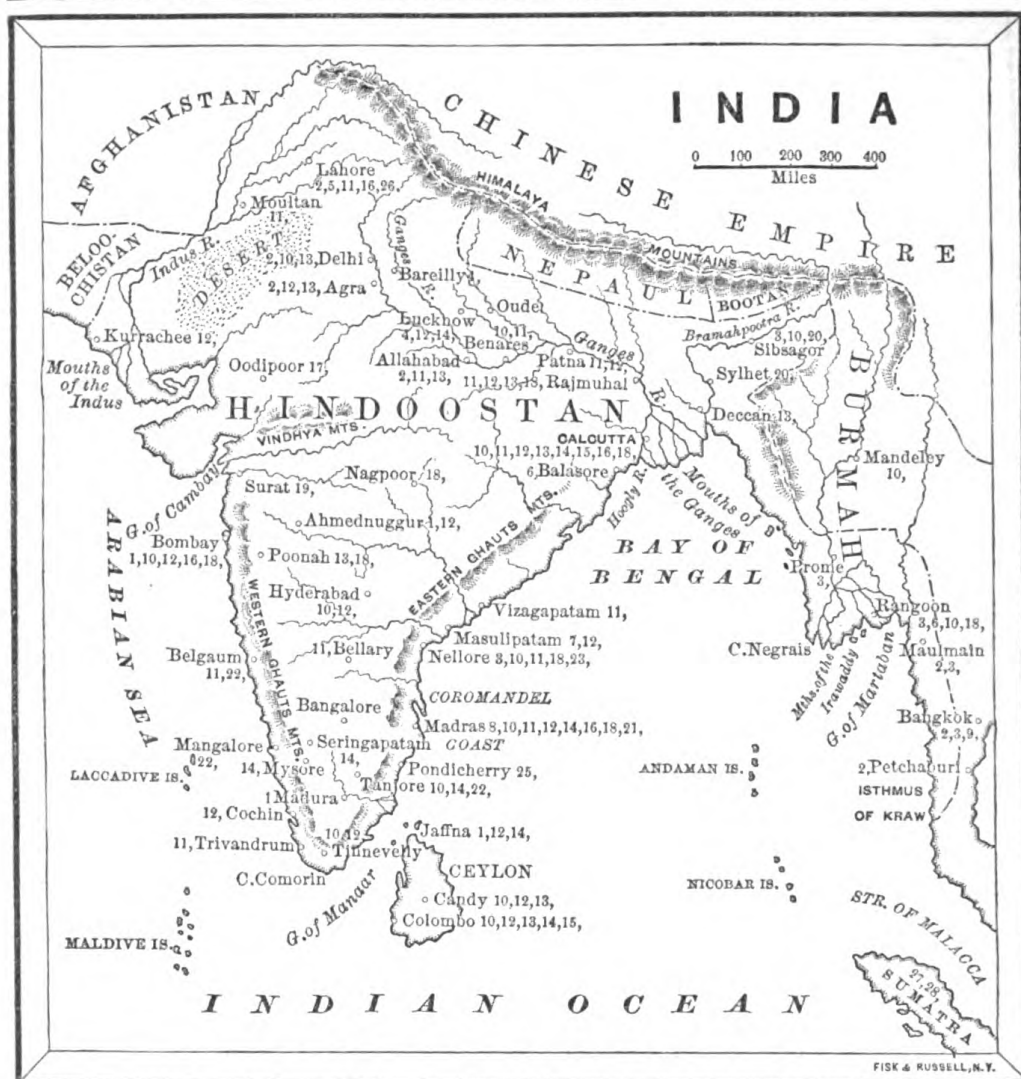 INDIA
0 100 200 300 400
Miles
AFGHANISTAN
CHINESE EMPIRE
HIMALAYA
MOUNTAINS
BELOO-
CHISTAN
Lahore
2,5,11,16,26.
Moultan
11,
Indus R.
DESERT
2,10,13, Delhi
2,12,13, Agra
Ganges R.
Bareilly 4,
NEPAUL
BOOTAN
Bramahpootra R.
3,10,20,
Sibsagor
Oude
Luckhow
4,12,14,
10,11,
Benares
Ganges
R.
Kurrachee 12,
Mouths
of the
Indus
Oodipoor 17,
Allahabad
2,11,13,
Patna 11,12,
11,12,13,18, Rajmuhal
Sylhet 20,
BURMAH
HINDOOSTAN
VINDHYA MTS.
Deccan 13,
CALCUTTA
10,11,12,13,14,15,16,18,
6, Balasore
Mandeley
10,
G. of Cambay
Surat 19,
Nagpoor 18,
Hoogly R.
Mouths of
the Ganges
ARABIAN SEA
Ahmednuggur 1,12,
Bombay
1,10,12,16,18,
Poonah 13,18,
EASTERN GHAUTS MTS.
BAY OF
BENGAL
Prome
3,
Hyderabad
10,12,
WESTERN GHAUTS MTS.
Vizagapatam 11,
Rangoon
3,6,10,18,
Masulipatam 7,12,
11, Bellary
Nellore 3,10,11,18,23,
C. Negrais
Mths. of the
Irawaddy
G. of Martaban
Maulmain
2,3,
Belgaum
11,22,
COROMANDEL
COAST
Bangalore
Madras 8,10,11,12,14,16,18,21,
Bangkok
2,3,9,
Mangalore
22,
Seringapatam
14,
LACCADIVE IS.
14, Mysore
Pondicherry 25,
ANDAMAN IS.
2, Petchaburi
Tanjore 10,14,22,
ISTHMUS
OF KRAW
1 Madura
12, Cochin
10,12,
Tinnevelly
Jaffna 1,12,14,
11, Trivandrum
C. Comorin
G. of Manaar
CEYLON
Candy 10,12,13,
Colombo 10,12,13,14,15,
NICOBAR IS.
STR. OF MALACCA
MALDIVE IS.
27,28,
SUMATRA
INDIAN OCEAN
FISK & RUSSELL, N.Y.